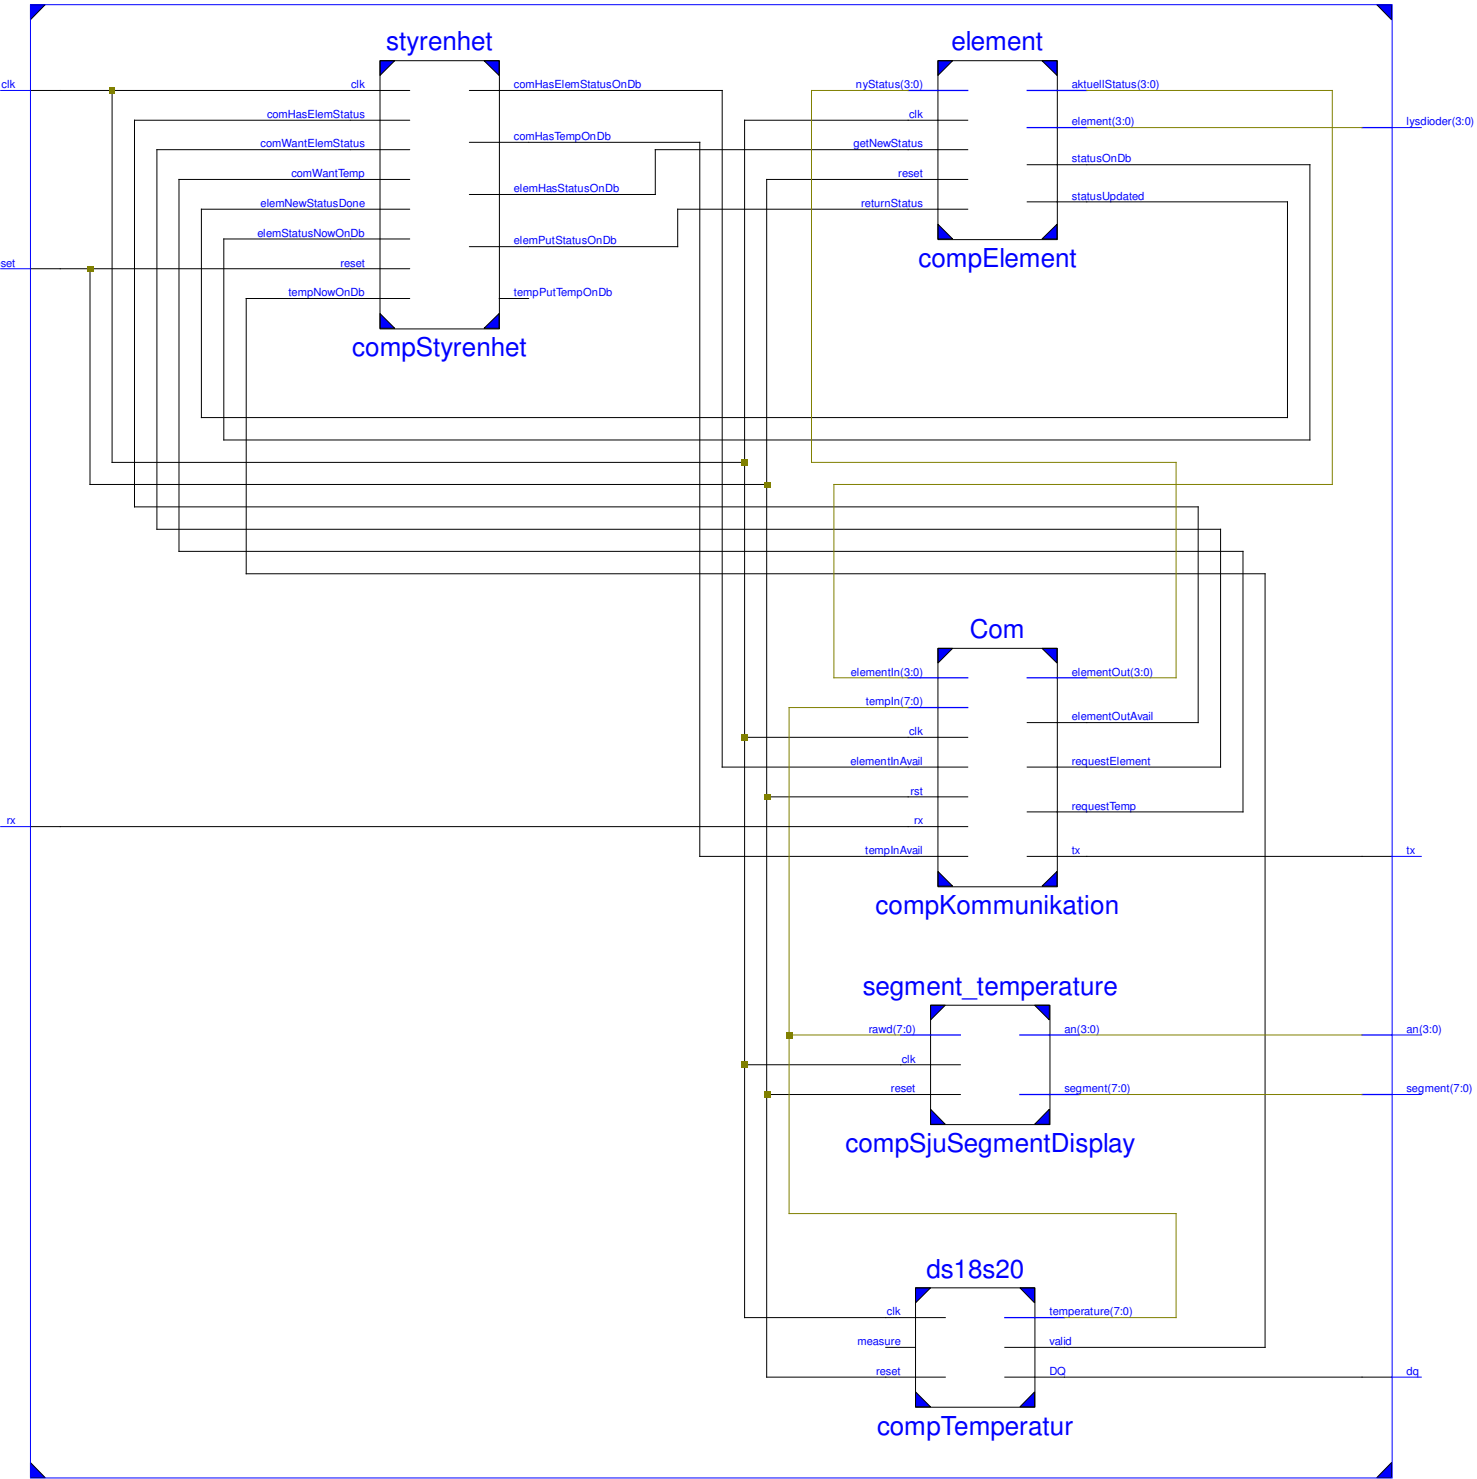 styrenhet
element
clk
clk
comHasElemStatus
comWantElemStatus
comWantTemp
elemNewStatusDone
elemStatusNowOnDb
set
reset
tempNowOnDb
comHasElemStatusOnDb
comHasTempOnDb
elemHasStatusOnDb
elemPutStatusOnDb
tempPutTempOnDb
compStyrenhet
nyStatus(3:0)
clk
getNewStatus
reset
returnStatus
aktuellStatus(3:0)
element(3:0)
statusOnDb
statusUpdated
lysdioder(3:0)
compElement
Com
elementIn(3:0)
tempIn(7:0)
clk
elementInAvail
rst
rx
rx
tempInAvail
elementOut(3:0)
elementOutAvail
requestElement
requestTemp
tx
tx
compKommunikation
segment_temperature
rawd(7:0)
clk
reset
an(3:0)
segment(7:0)
an(3:0)
segment(7:0)
compSjuSegmentDisplay
ds18s20
clk
measure
reset
temperature(7:0)
valid
DQ
dq
compTemperatur